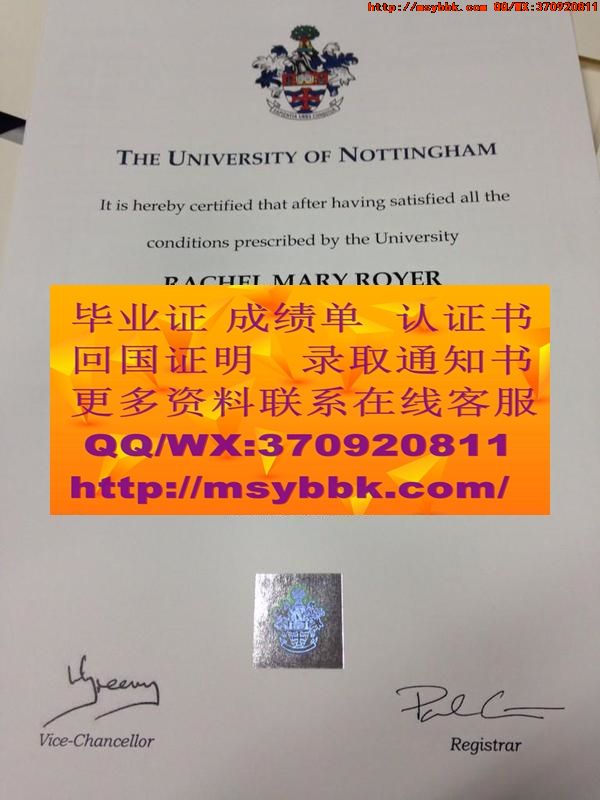 http://msybbk.com QQ/WX:370920811
THE UNIVERSITY OF NOTTINGHAM
It is hereby certified that after having satisfied all the
conditions prescribed by the University
RACHEL MARY ROYER
毕业证 成绩单 认证书
回国证明 录取通知书
更多资料联系在线客服
QQ/WX:370920811
http://msybbk.com/
Vice-Chancellor
Registrar